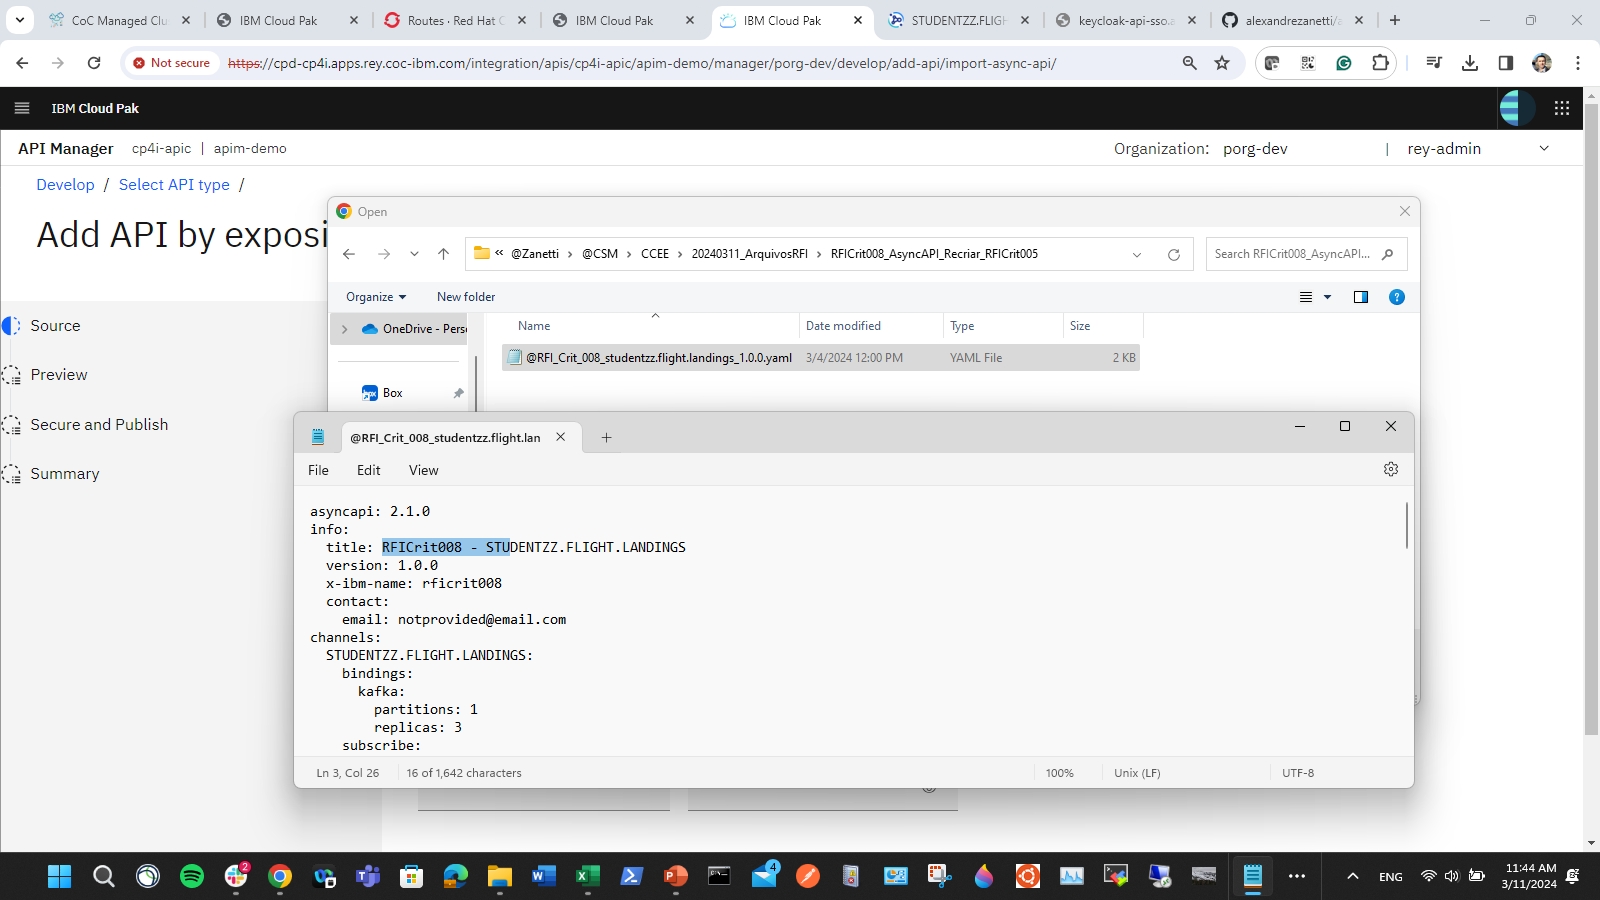 CoC Managed Clu
IBM Cloud Pak
Routes · Red Hat C
IBM Cloud Pak
IBM Cloud Pak
STUDENTZZ.FLIGH
keycloak-api-sso.a
alexandrezanetti/a
Not secure
https://cpd-cp4i.apps.rey.coc-ibm.com/integration/apis/cp4i-apic/apim-demo/manager/porg-dev/develop/add-api/import-async-api/
IBM Cloud Pak
API Manager cp4i-apic | apim-demo
Organization: porg-dev | rey-admin
Develop / Select API type /
Add API by exposi
Source
Preview
Secure and Publish
Summary
Open
« @Zanetti › @CSM › CCEE › 20240311_ArquivosRFI › RFICrit008_AsyncAPI_Recriar_RFICrit005
Search RFICrit008_AsyncAPI...
Organize New folder
OneDrive - Perso
Box
Name Date modified Type Size
@RFI_Crit_008_studentzz.flight.landings_1.0.0.yaml 3/4/2024 12:00 PM YAML File 2 KB
@RFI_Crit_008_studentzz.flight.lan
File Edit View
asyncapi: 2.1.0
info:
title: RFICrit008 - STUDENTZZ.FLIGHT.LANDINGS
version: 1.0.0
x-ibm-name: rficrit008
contact:
email: notprovided@email.com
channels:
STUDENTZZ.FLIGHT.LANDINGS:
bindings:
kafka:
partitions: 1
replicas: 3
subscribe:
Ln 3, Col 26 16 of 1,642 characters 100% Unix (LF) UTF-8
2
4
ENG
11:44 AM
3/11/2024